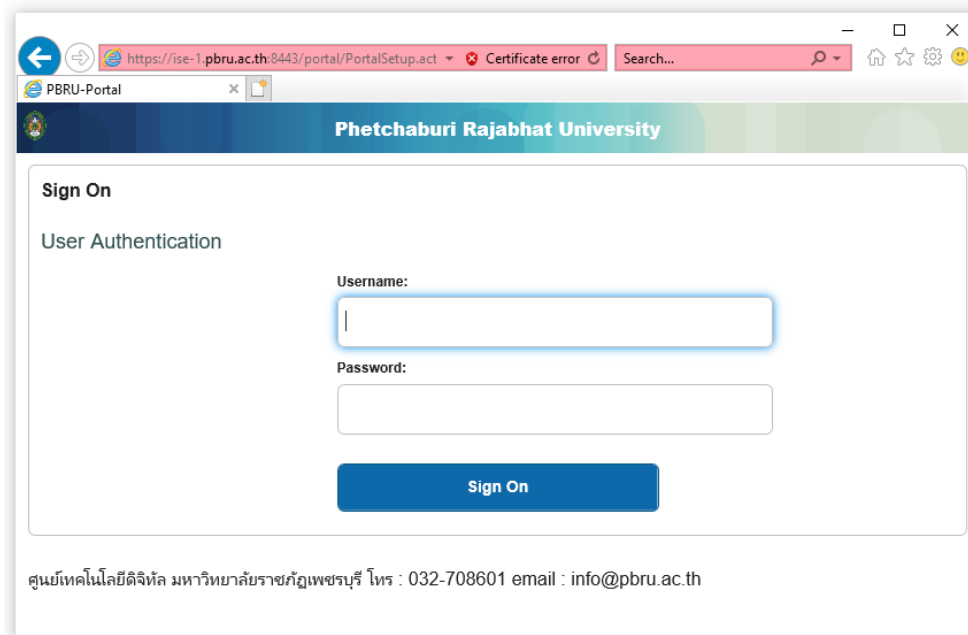 https://ise-1.pbru.ac.th:8443/portal/PortalSetup.act Certificate error Search...
PBRU-Portal
Phetchaburi Rajabhat University
Sign On
User Authentication
Username:
Password:
Sign On
ศูนย์เทคโนโลยีดิจิทัล มหาวิทยาลัยราชภัฏเพชรบุรี โทร : 032-708601 email : info@pbru.ac.th